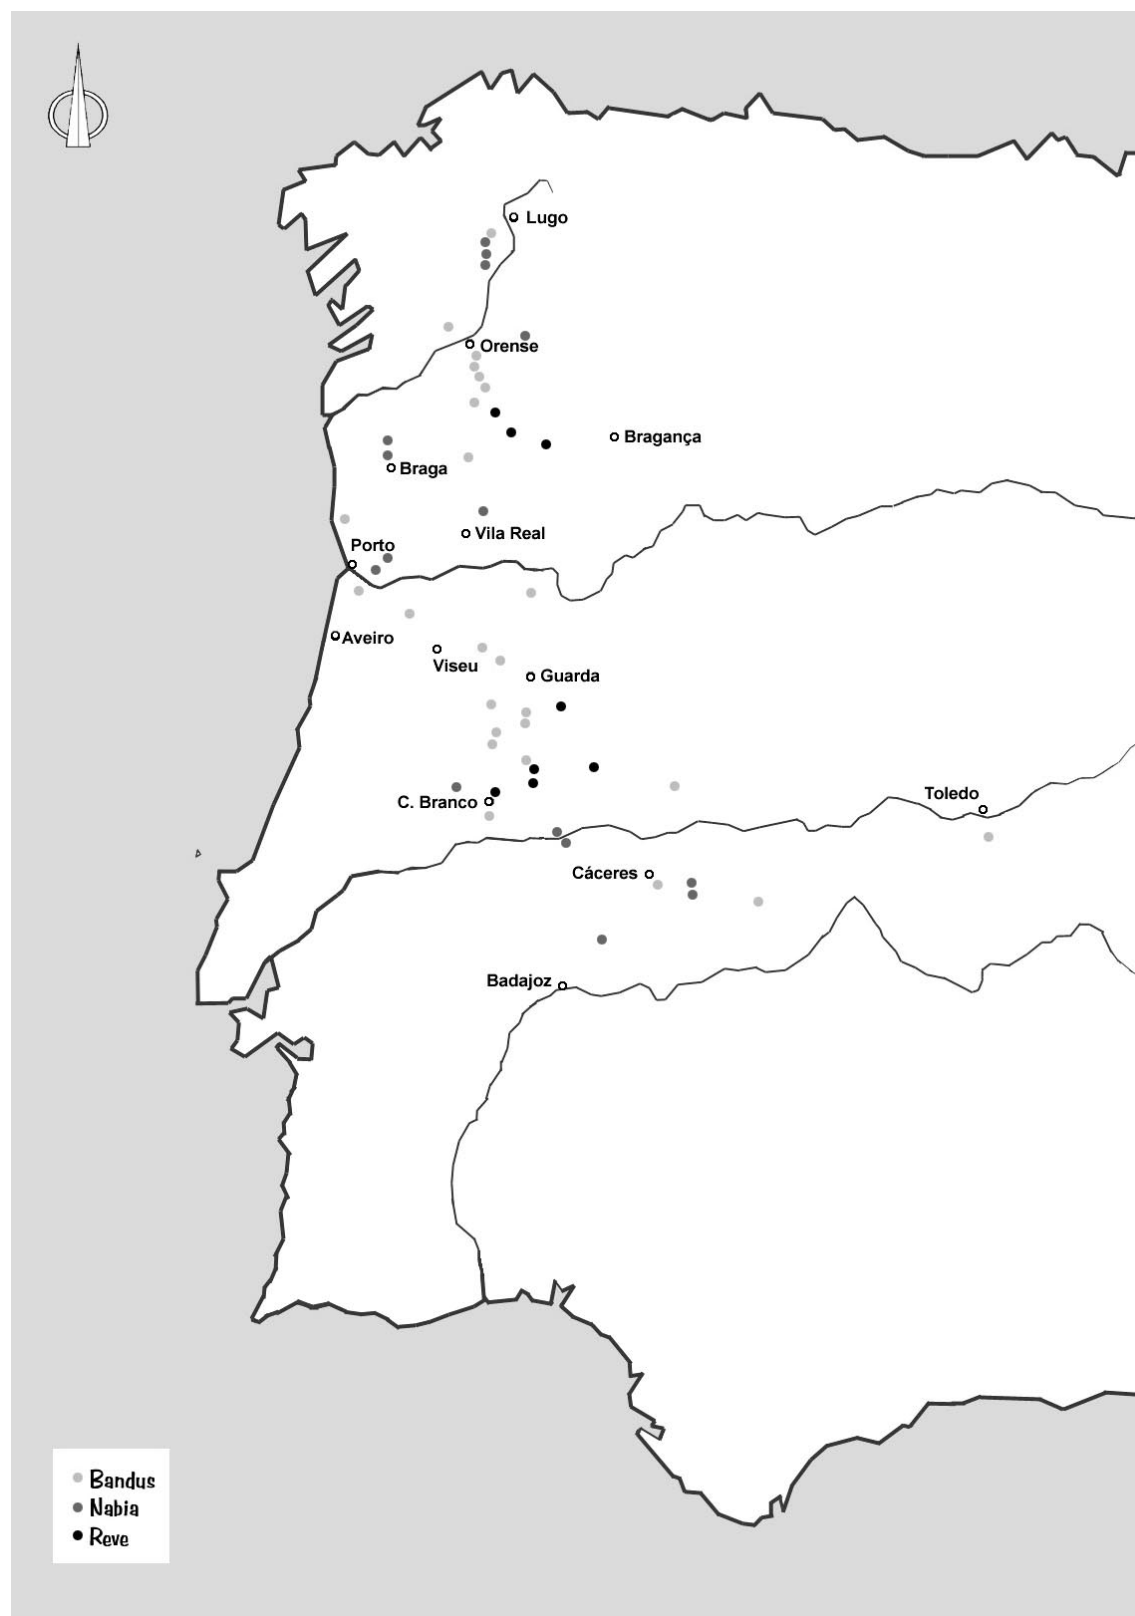 Lugo
Orense
Bragança
Braga
Vila Real
Porto
Aveiro
Viseu
Guarda
Toledo
C. Branco
Cáceres
Badajoz
Bandus
Nabia
Reve